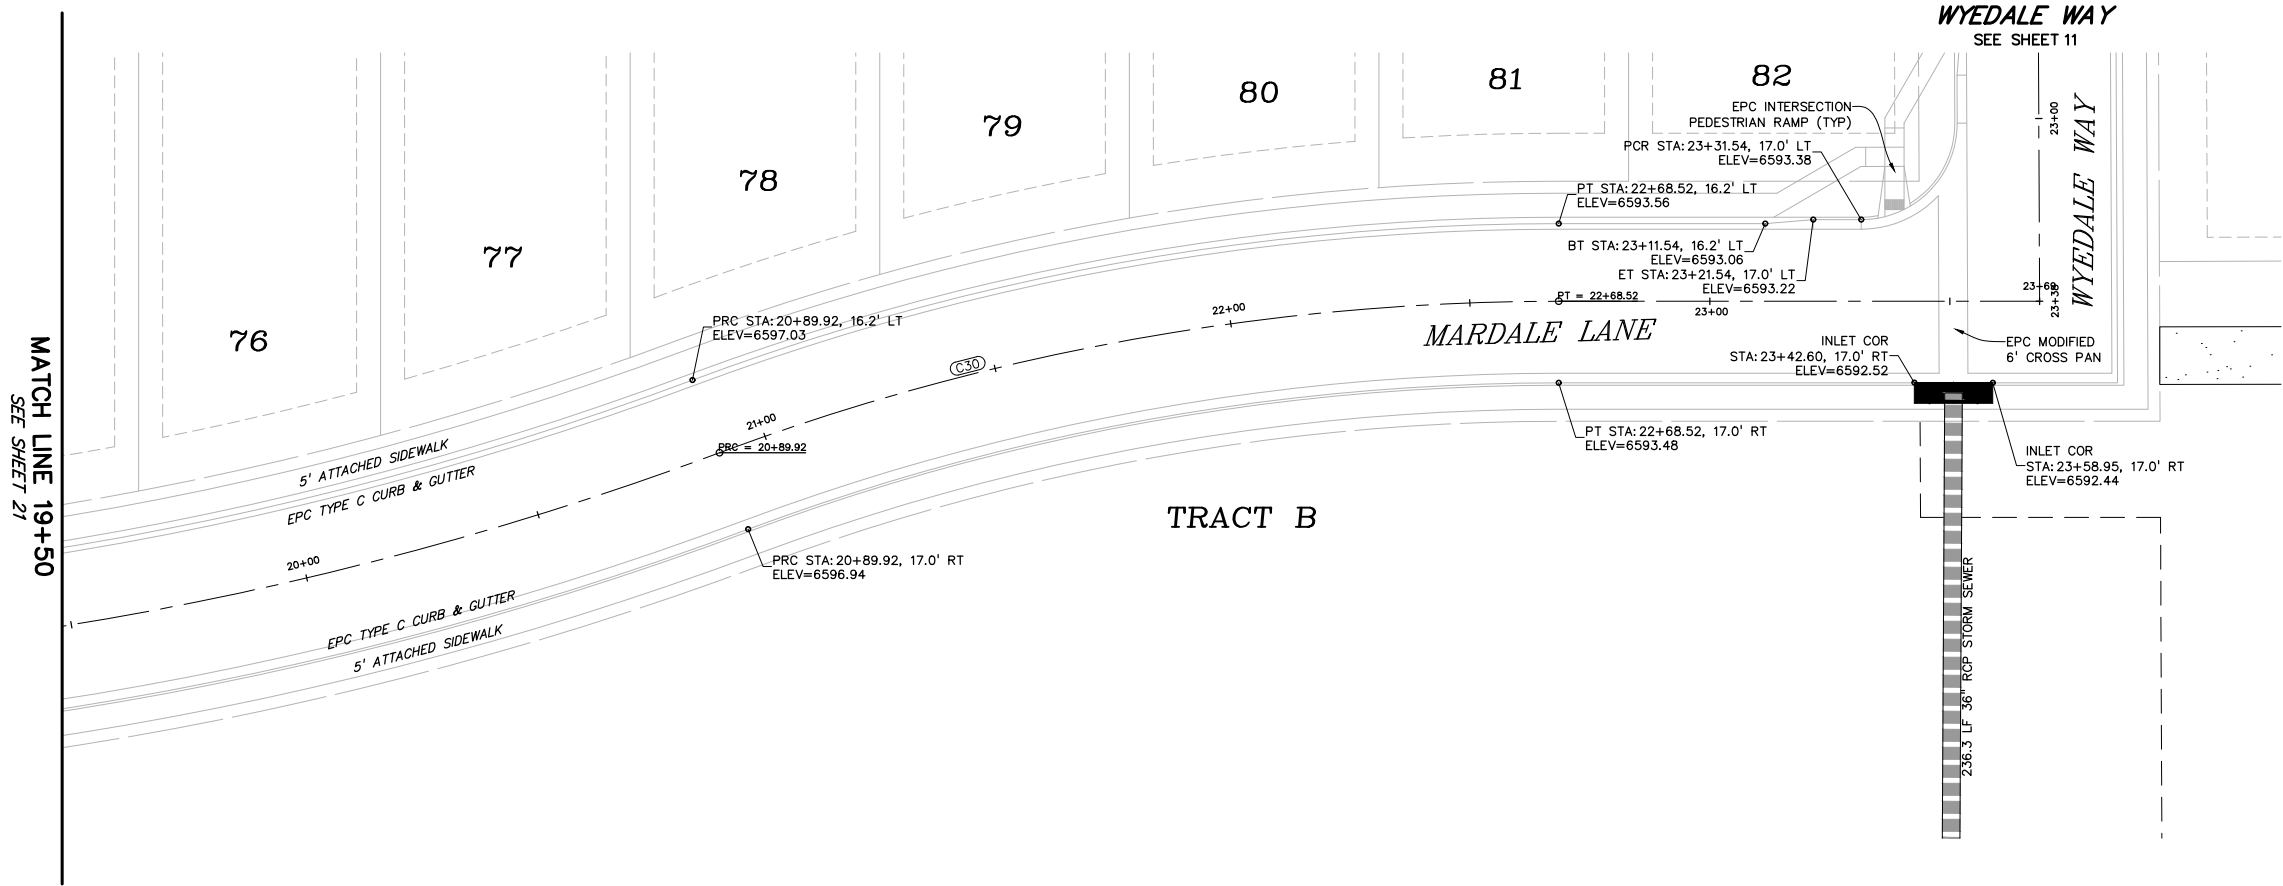 WYEDALE WAY
SEE SHEET 11
82
81
80
79
78
77
76
EPC INTERSECTION
PEDESTRIAN RAMP (TYP)
PCR STA: 23+31.54, 17.0' LT
ELEV=6593.38
PT STA: 22+68.52, 16.2' LT
ELEV=6593.56
BT STA: 23+11.54, 16.2' LT
ELEV=6593.06
ET STA: 23+21.54, 17.0' LT
ELEV=6593.22
23+00
WYEDALE WAY
PT = 22+68.52
23+00
23+69
23+38
22+00
MARDALE LANE
PRC STA: 20+89.92, 16.2' LT
ELEV=6597.03
C30
INLET COR
STA: 23+42.60, 17.0' RT
ELEV=6592.52
EPC MODIFIED
6' CROSS PAN
21+00
PRC = 20+89.92
PT STA: 22+68.52, 17.0' RT
ELEV=6593.48
INLET COR
STA: 23+58.95, 17.0' RT
ELEV=6592.44
5' ATTACHED SIDEWALK
EPC TYPE C CURB & GUTTER
MATCH LINE 19+50
SEE SHEET 21
TRACT B
20+00
PRC STA: 20+89.92, 17.0' RT
ELEV=6596.94
EPC TYPE C CURB & GUTTER
5' ATTACHED SIDEWALK
236.3 LF 36" RCP STORM SEWER